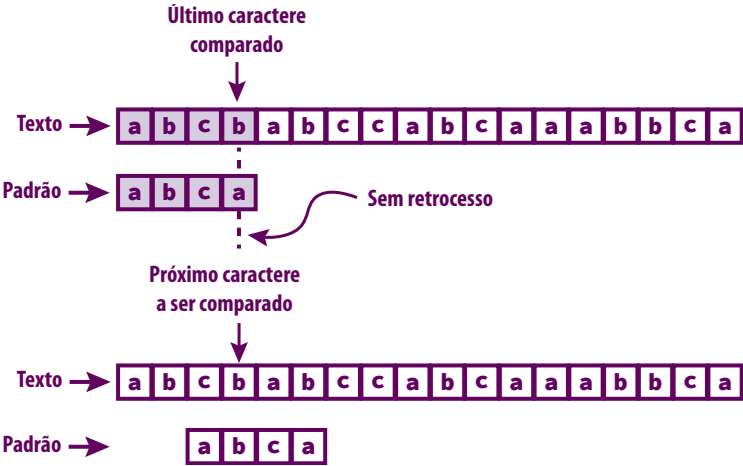 Último caractere
comparado
Texto a b c b a b c c a b c a a a b b c a
Padrão a b c a
Sem retrocesso
Próximo caractere
a ser comparado
Texto a b c b a b c c a b c a a a b b c a
Padrão a b c a